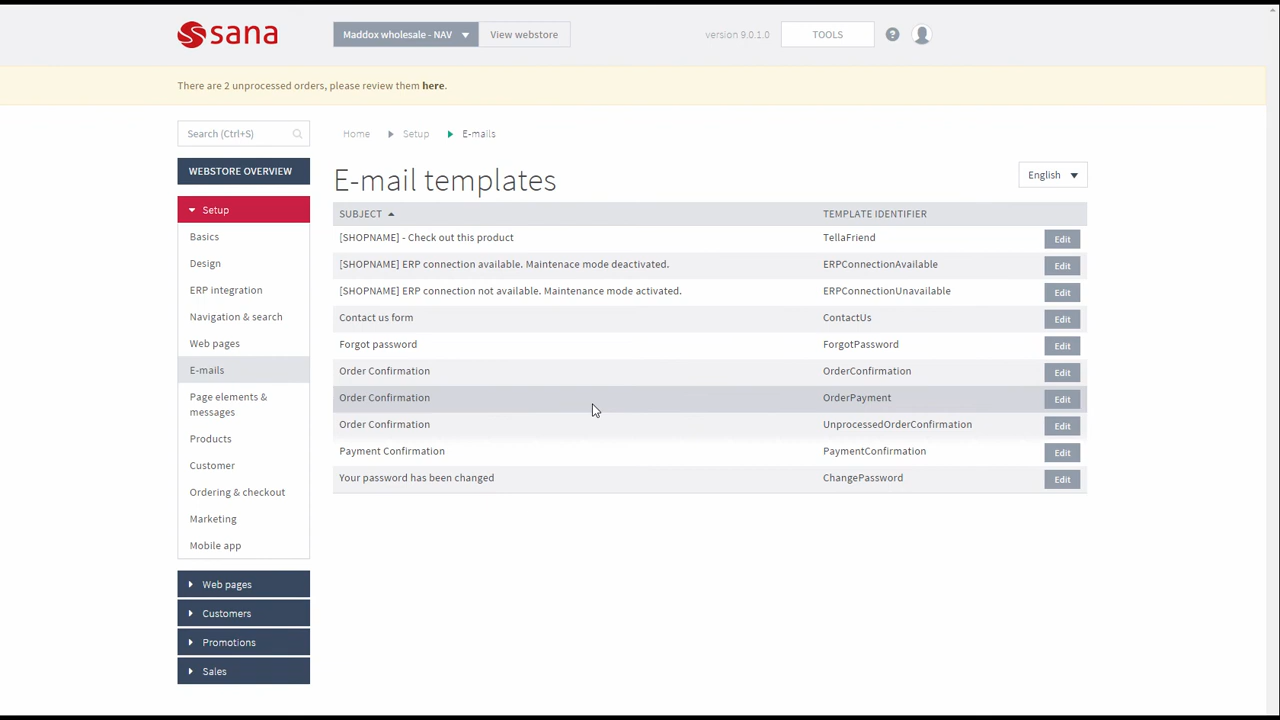 sana
Maddox wholesale - NAV
View webstore
version 9.0.1.0
TOOLS
?
There are 2 unprocessed orders, please review them here.
Search (Ctrl+S)
Home Setup E-mails
WEBSTORE OVERVIEW
Setup
Basics
Design
ERP integration
Navigation & search
Web pages
E-mails
Page elements &
messages
Products
Customer
Ordering & checkout
Marketing
Mobile app
Web pages
Customers
Promotions
Sales
E-mail templates
English
SUBJECT TEMPLATE IDENTIFIER
[SHOPNAME] - Check out this product TellaFriend Edit
[SHOPNAME] ERP connection available. Maintenace mode deactivated. ERPConnectionAvailable Edit
[SHOPNAME] ERP connection not available. Maintenance mode activated. ERPConnectionUnavailable Edit
Contact us form ContactUs Edit
Forgot password ForgotPassword Edit
Order Confirmation OrderConfirmation Edit
Order Confirmation OrderPayment Edit
Order Confirmation UnprocessedOrderConfirmation Edit
Payment Confirmation PaymentConfirmation Edit
Your password has been changed ChangePassword Edit